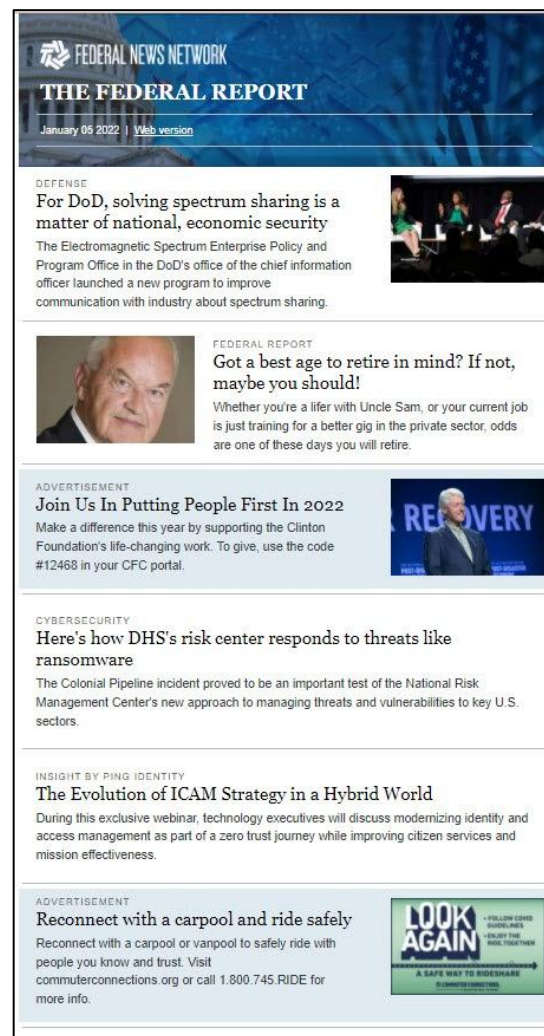 FEDERAL NEWS NETWORK
THE FEDERAL REPORT
January 05 2022 | Web version
DEFENSE
For DoD, solving spectrum sharing is a
matter of national, economic security
The Electromagnetic Spectrum Enterprise Policy and
Program Office in the DoD's office of the chief information
officer launched a new program to improve
communication with industry about spectrum sharing.
FEDERAL REPORT
Got a best age to retire in mind? If not,
maybe you should!
Whether you're a lifer with Uncle Sam, or your current job
is just training for a better gig in the private sector, odds
are one of these days you will retire.
ADVERTISEMENT
Join Us In Putting People First In 2022
Make a difference this year by supporting the Clinton
Foundation's life-changing work. To give, use the code
#12468 in your CFC portal.
RECOVERY
CYBERSECURITY
Here's how DHS's risk center responds to threats like
ransomware
The Colonial Pipeline incident proved to be an important test of the National Risk
Management Center's new approach to managing threats and vulnerabilities to key U.S.
sectors.
INSIGHT BY PING IDENTITY
The Evolution of ICAM Strategy in a Hybrid World
During this exclusive webinar, technology executives will discuss modernizing identity and
access management as part of a zero trust journey while improving citizen services and
mission effectiveness.
ADVERTISEMENT
Reconnect with a carpool and ride safely
Reconnect with a carpool or vanpool to safely ride with
people you know and trust. Visit
commuterconnections.org or call 1.800.745.RIDE for
more info.
LOOK
AGAIN
• FOLLOW COVID
GUIDELINES
• ENJOY THE
RIDE, TOGETHER
A SAFE WAY TO RIDESHARE
COMMUTER CONNECTIONS